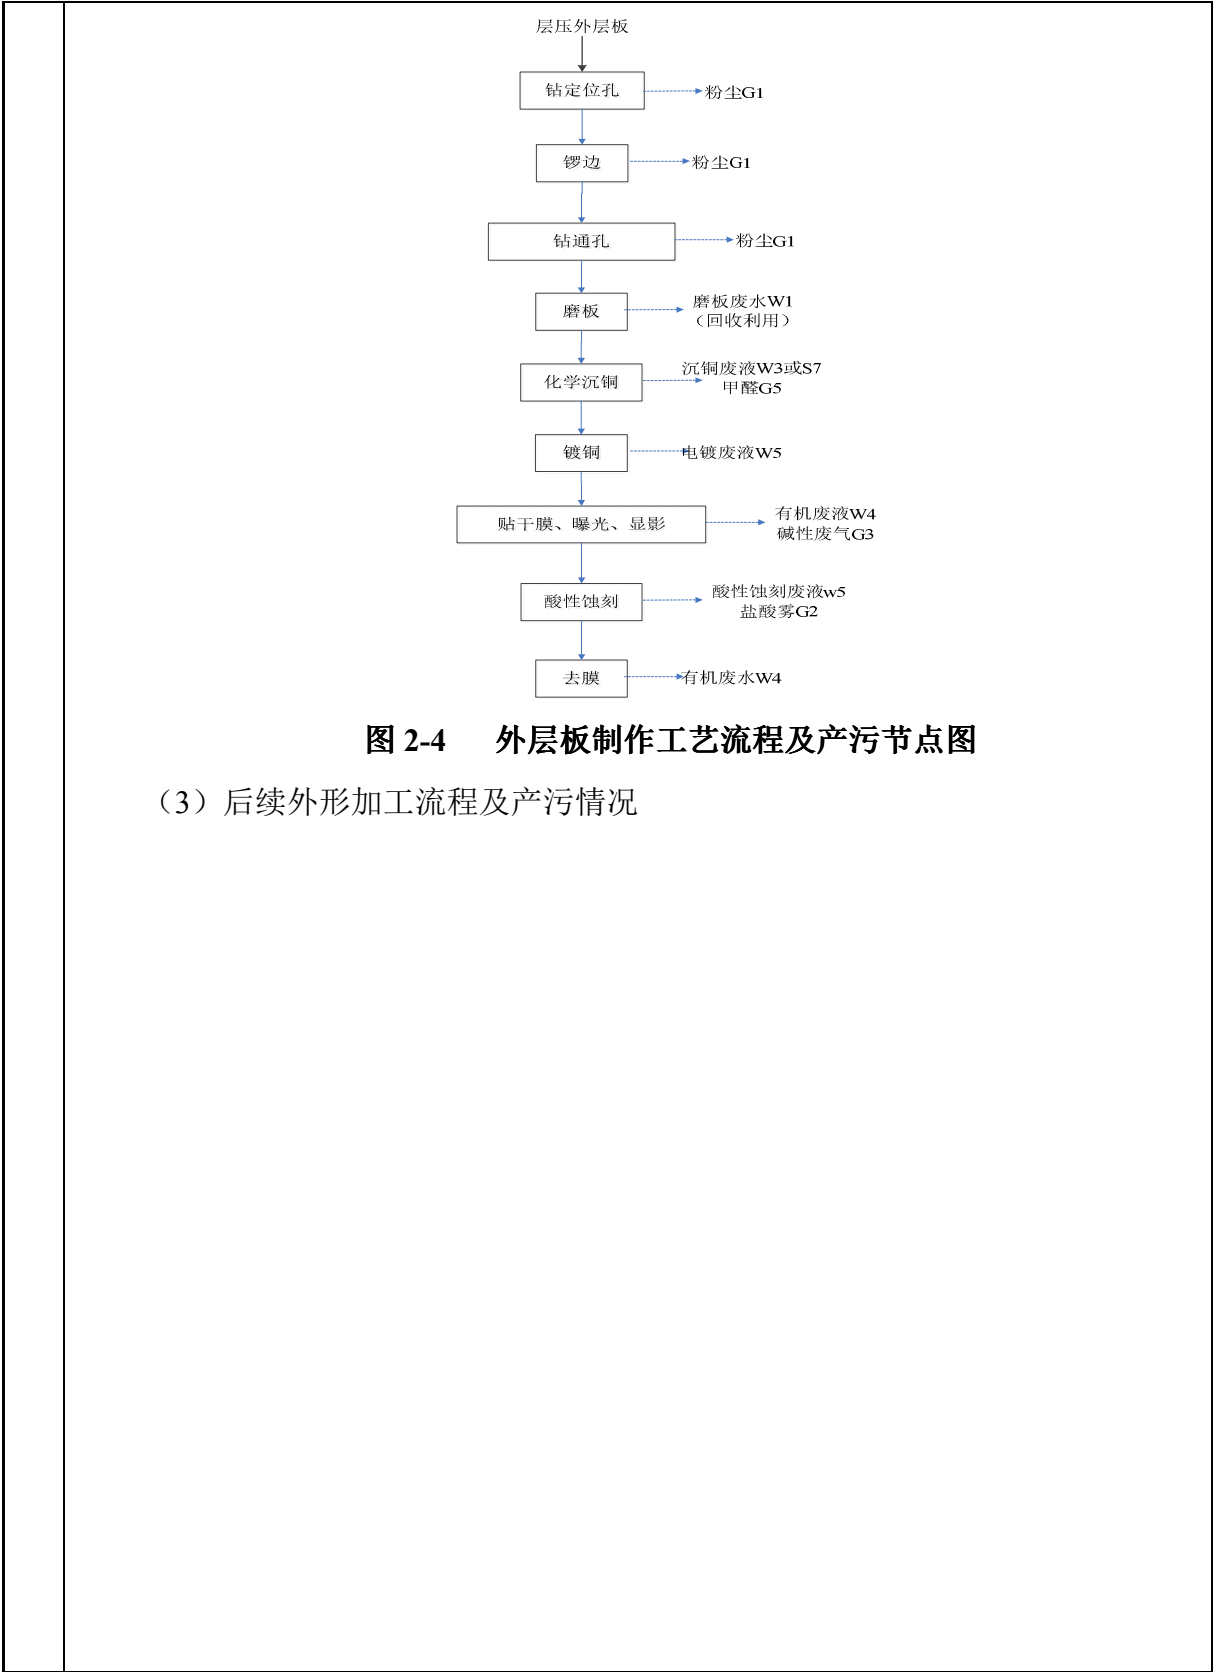 层压外层板
钻定位孔
粉尘G1
锣边
粉尘G1
钻通孔
粉尘G1
磨板
磨板废水W1
（回收利用）
化学沉铜
沉铜废液W3或S7
甲醛G5
镀铜
电镀废液W5
贴干膜、曝光、显影
有机废液W4
碱性废气G3
酸性蚀刻
酸性蚀刻废液w5
盐酸雾G2
去膜
有机废水W4
图 2-4 外层板制作工艺流程及产污节点图
（3）后续外形加工流程及产污情况